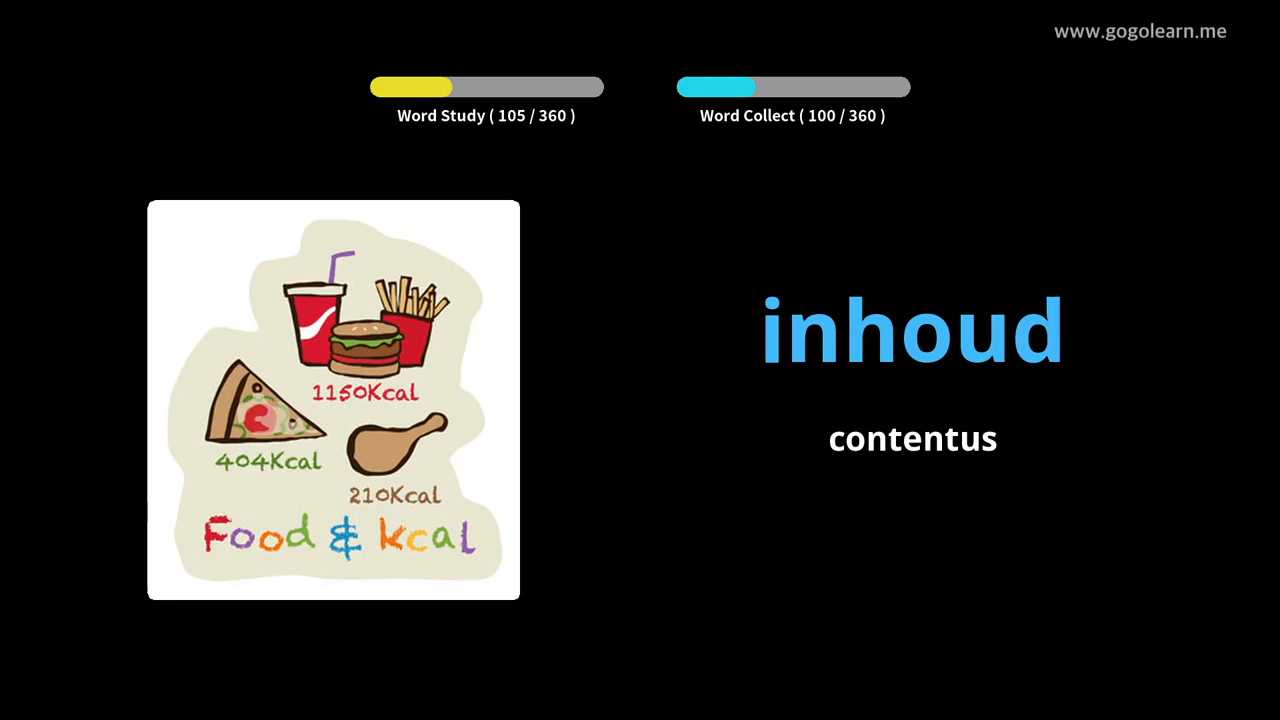 www.gogolearn.me
Word Study ( 105 / 360 )
Word Collect ( 100 / 360 )
1150Kcal
404Kcal
210Kcal
Food & kcal
inhoud
contentus